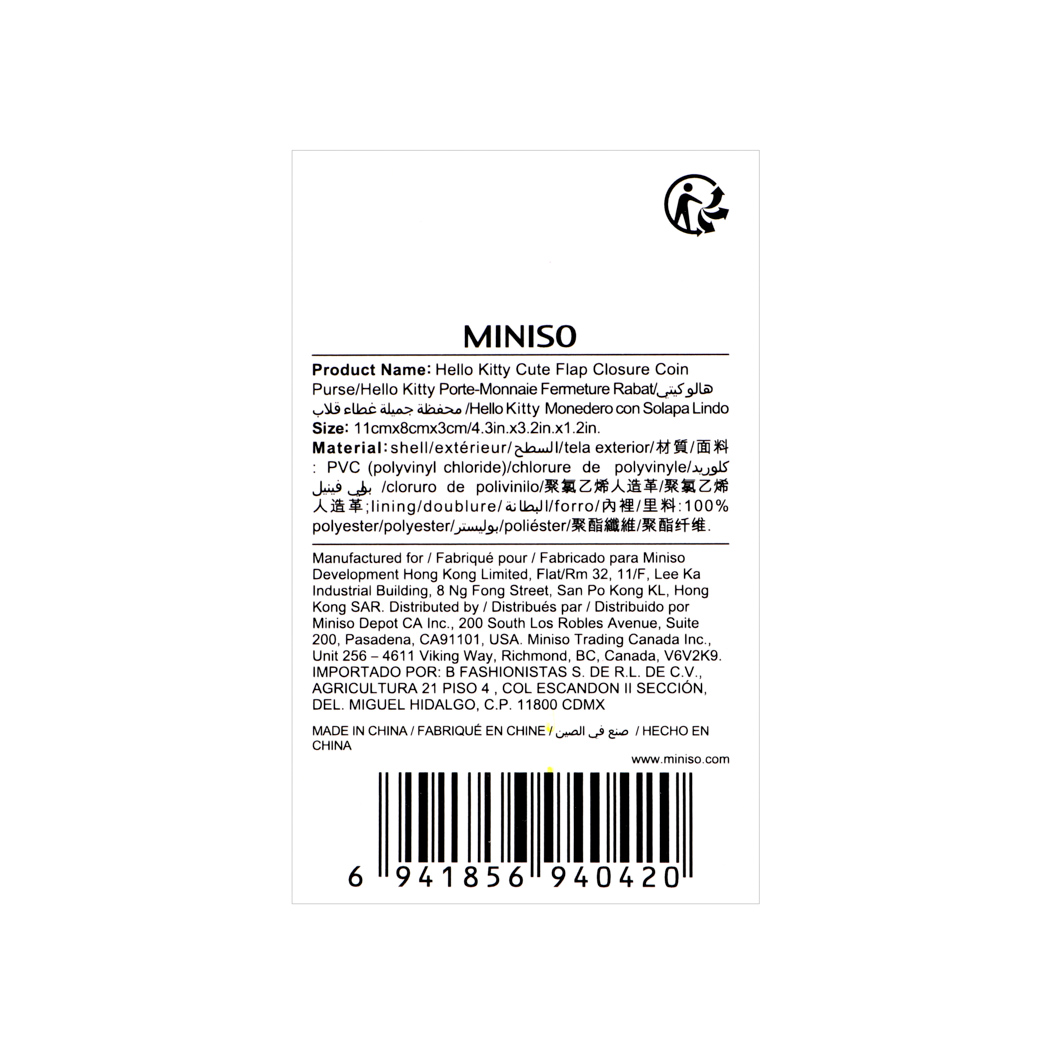 MINISO
Product Name: Hello Kitty Cute Flap Closure Coin
Purse/Hello Kitty Porte-Monnaie Fermeture Rabat/هالو كيتي
محفظة جميلة غطاء قلاب /Hello Kitty Monedero con Solapa Lindo
Size: 11cmx8cmx3cm/4.3in.x3.2in.x1.2in.
Material:shell/extérieur/السطح/tela exterior/材質/面料
: PVC (polyvinyl chloride)/chlorure de polyvinyle/كلوريد
بولي فينيل /cloruro de polivinilo/聚氯乙烯人造革/聚氯乙烯
人造革;lining/doublure/البطانة/forro/內裡/里料:100%
polyester/polyester/بوليستر/poliéster/聚酯纖維/聚酯纤维.
Manufactured for / Fabriqué pour / Fabricado para Miniso
Development Hong Kong Limited, Flat/Rm 32, 11/F, Lee Ka
Industrial Building, 8 Ng Fong Street, San Po Kong KL, Hong
Kong SAR. Distributed by / Distribués par / Distribuido por
Miniso Depot CA Inc., 200 South Los Robles Avenue, Suite
200, Pasadena, CA91101, USA. Miniso Trading Canada Inc.,
Unit 256 – 4611 Viking Way, Richmond, BC, Canada, V6V2K9.
IMPORTADO POR: B FASHIONISTAS S. DE R.L. DE C.V.,
AGRICULTURA 21 PISO 4 , COL ESCANDON II SECCIÓN,
DEL. MIGUEL HIDALGO, C.P. 11800 CDMX
MADE IN CHINA / FABRIQUÉ EN CHINE / صنع في الصين / HECHO EN
CHINA
www.miniso.com
6 941856 940420